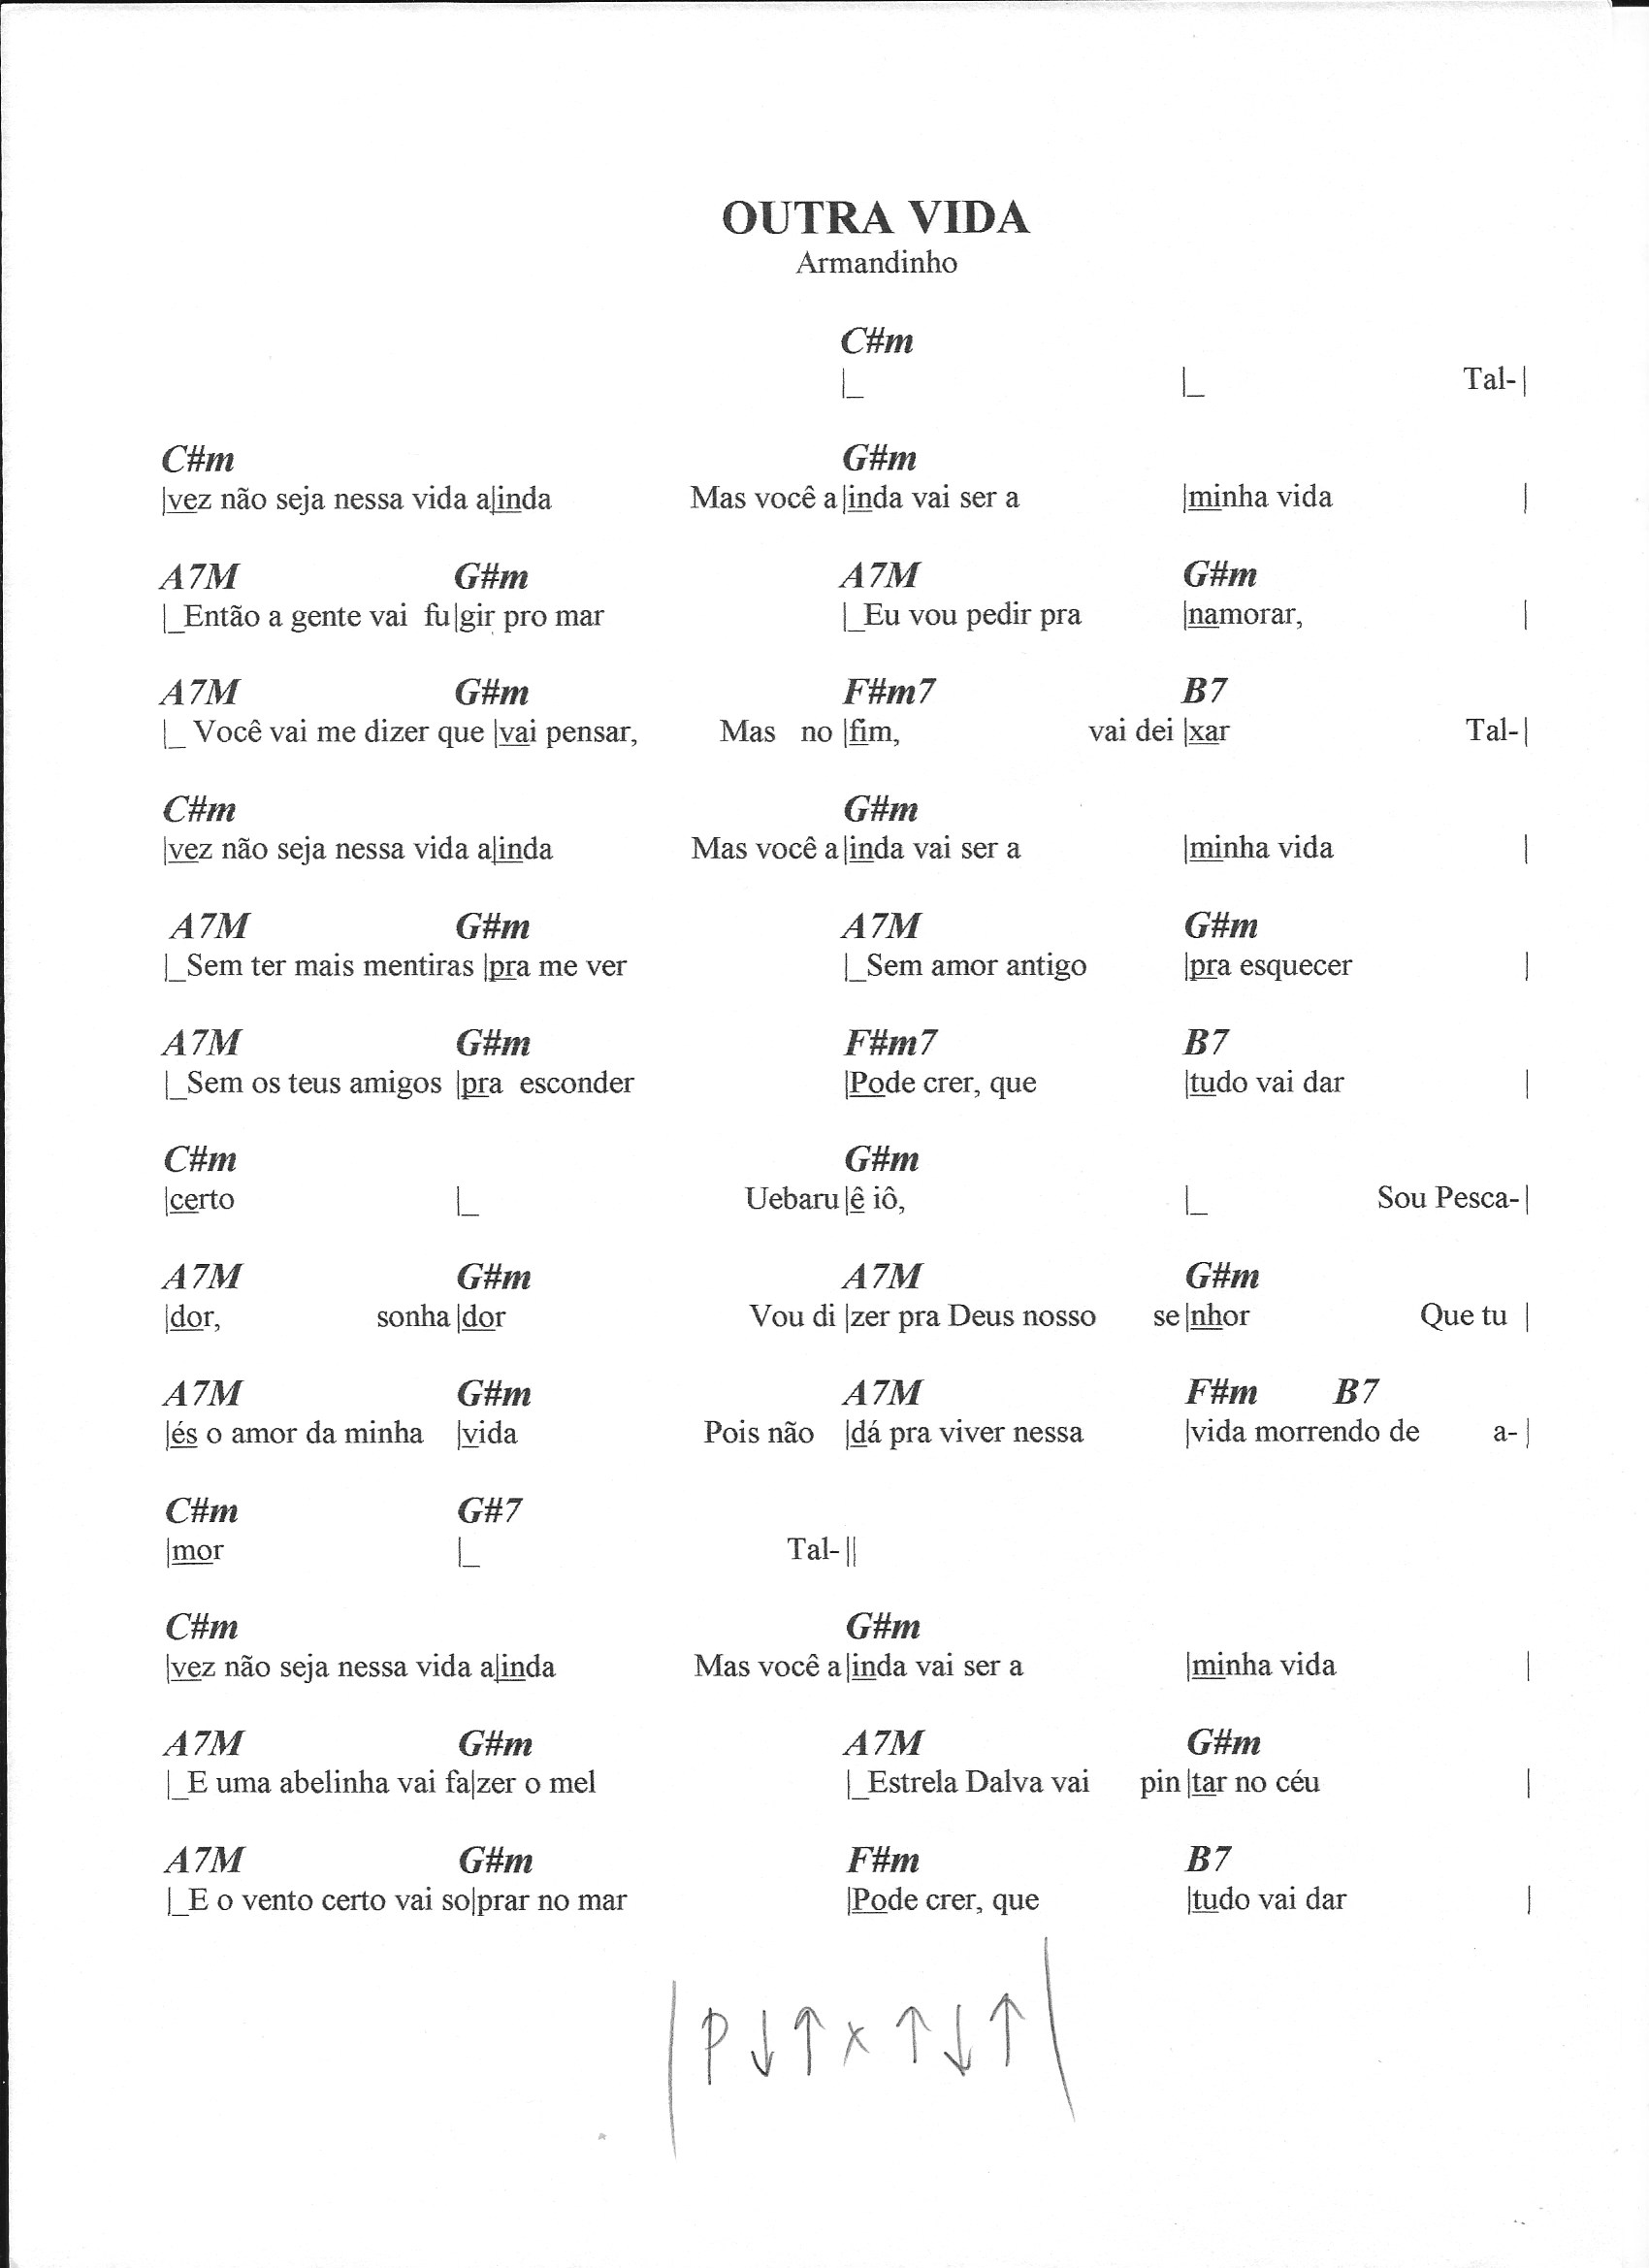 OUTRA VIDA
Armandinho
C#m
|_ |_ Tal-|
C#m G#m
|vez não seja nessa vida a|inda Mas você a|inda vai ser a |minha vida |
A7M G#m A7M G#m
|_Então a gente vai fu|gir pro mar |_Eu vou pedir pra |namorar, |
A7M G#m F#m7 B7
|_ Você vai me dizer que |vai pensar, Mas no |fim, vai dei |xar Tal-|
C#m G#m
|vez não seja nessa vida a|inda Mas você a|inda vai ser a |minha vida |
A7M G#m A7M G#m
|_Sem ter mais mentiras |pra me ver |_Sem amor antigo |pra esquecer |
A7M G#m F#m7 B7
|_Sem os teus amigos |pra esconder |Pode crer, que |tudo vai dar |
C#m G#m
|certo |_ Uebaru|ê iô, |_ Sou Pesca-|
A7M G#m A7M G#m
|dor, sonha|dor Vou di |zer pra Deus nosso se|nhor Que tu |
A7M G#m A7M F#m B7
|és o amor da minha |vida Pois não |dá pra viver nessa |vida morrendo de a-|
C#m G#7
|mor |_ Tal-||
C#m G#m
|vez não seja nessa vida a|inda Mas você a|inda vai ser a |minha vida |
A7M G#m A7M G#m
|_E uma abelinha vai fa|zer o mel |_Estrela Dalva vai pin|tar no céu |
A7M G#m F#m B7
|_E o vento certo vai so|prar no mar |Pode crer, que |tudo vai dar |
| P ↓ ↑ x ↑ ↓ ↑ |